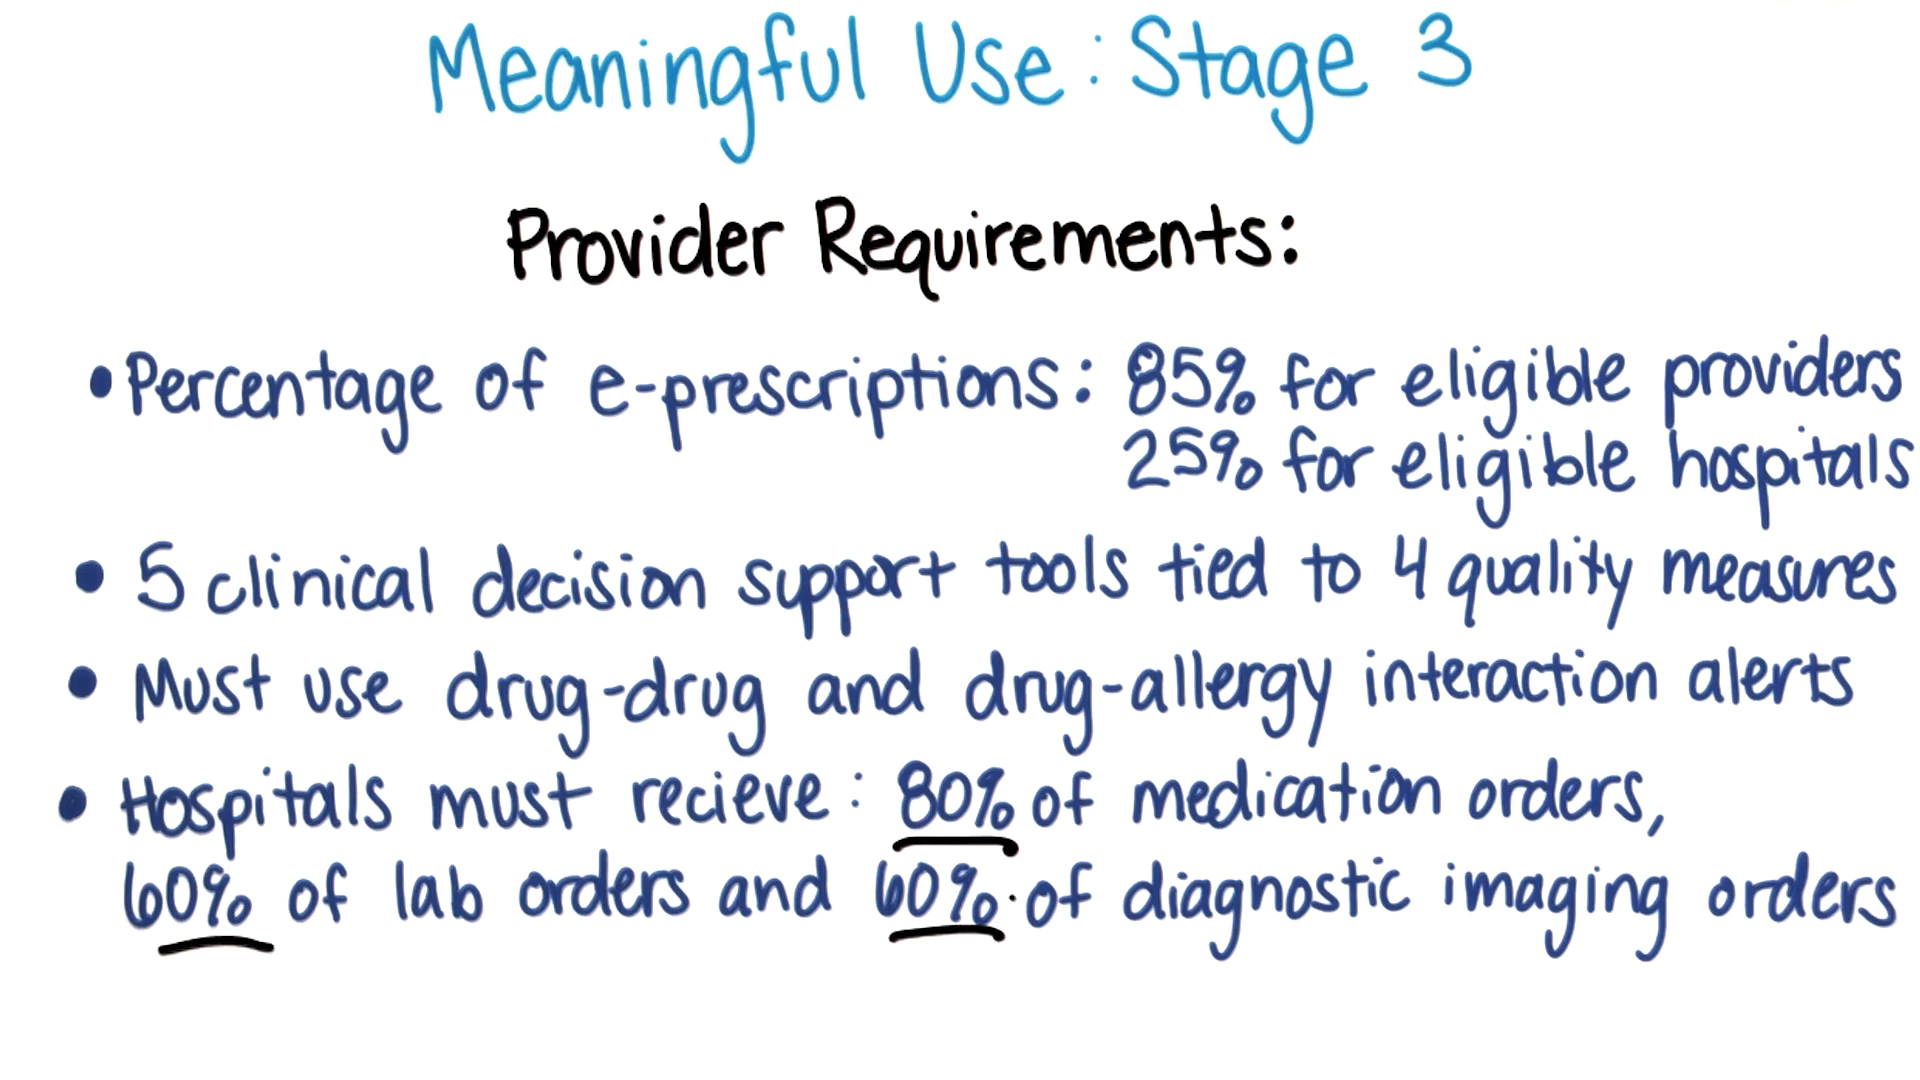 Meaningful Use: Stage 3
Provider Requirements:
• Percentage of e-prescriptions: 85% for eligible providers
25% for eligible hospitals
• 5 clinical decision support tools tied to 4 quality measures
• Must use drug-drug and drug-allergy interaction alerts
• Hospitals must recieve: 80% of medication orders,
60% of lab orders and 60% of diagnostic imaging orders